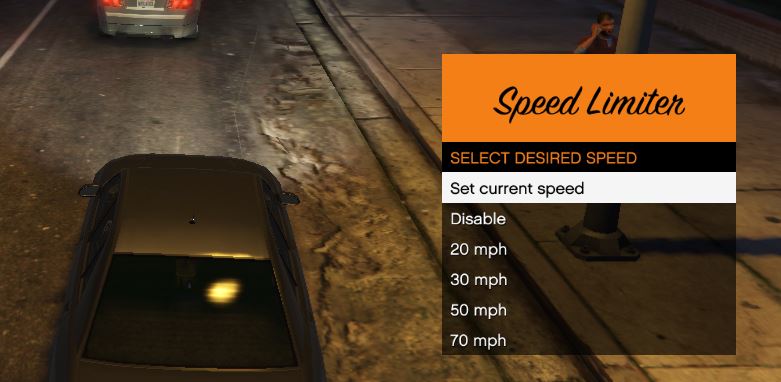 Speed Limiter
SELECT DESIRED SPEED
Set current speed
Disable
20 mph
30 mph
50 mph
70 mph